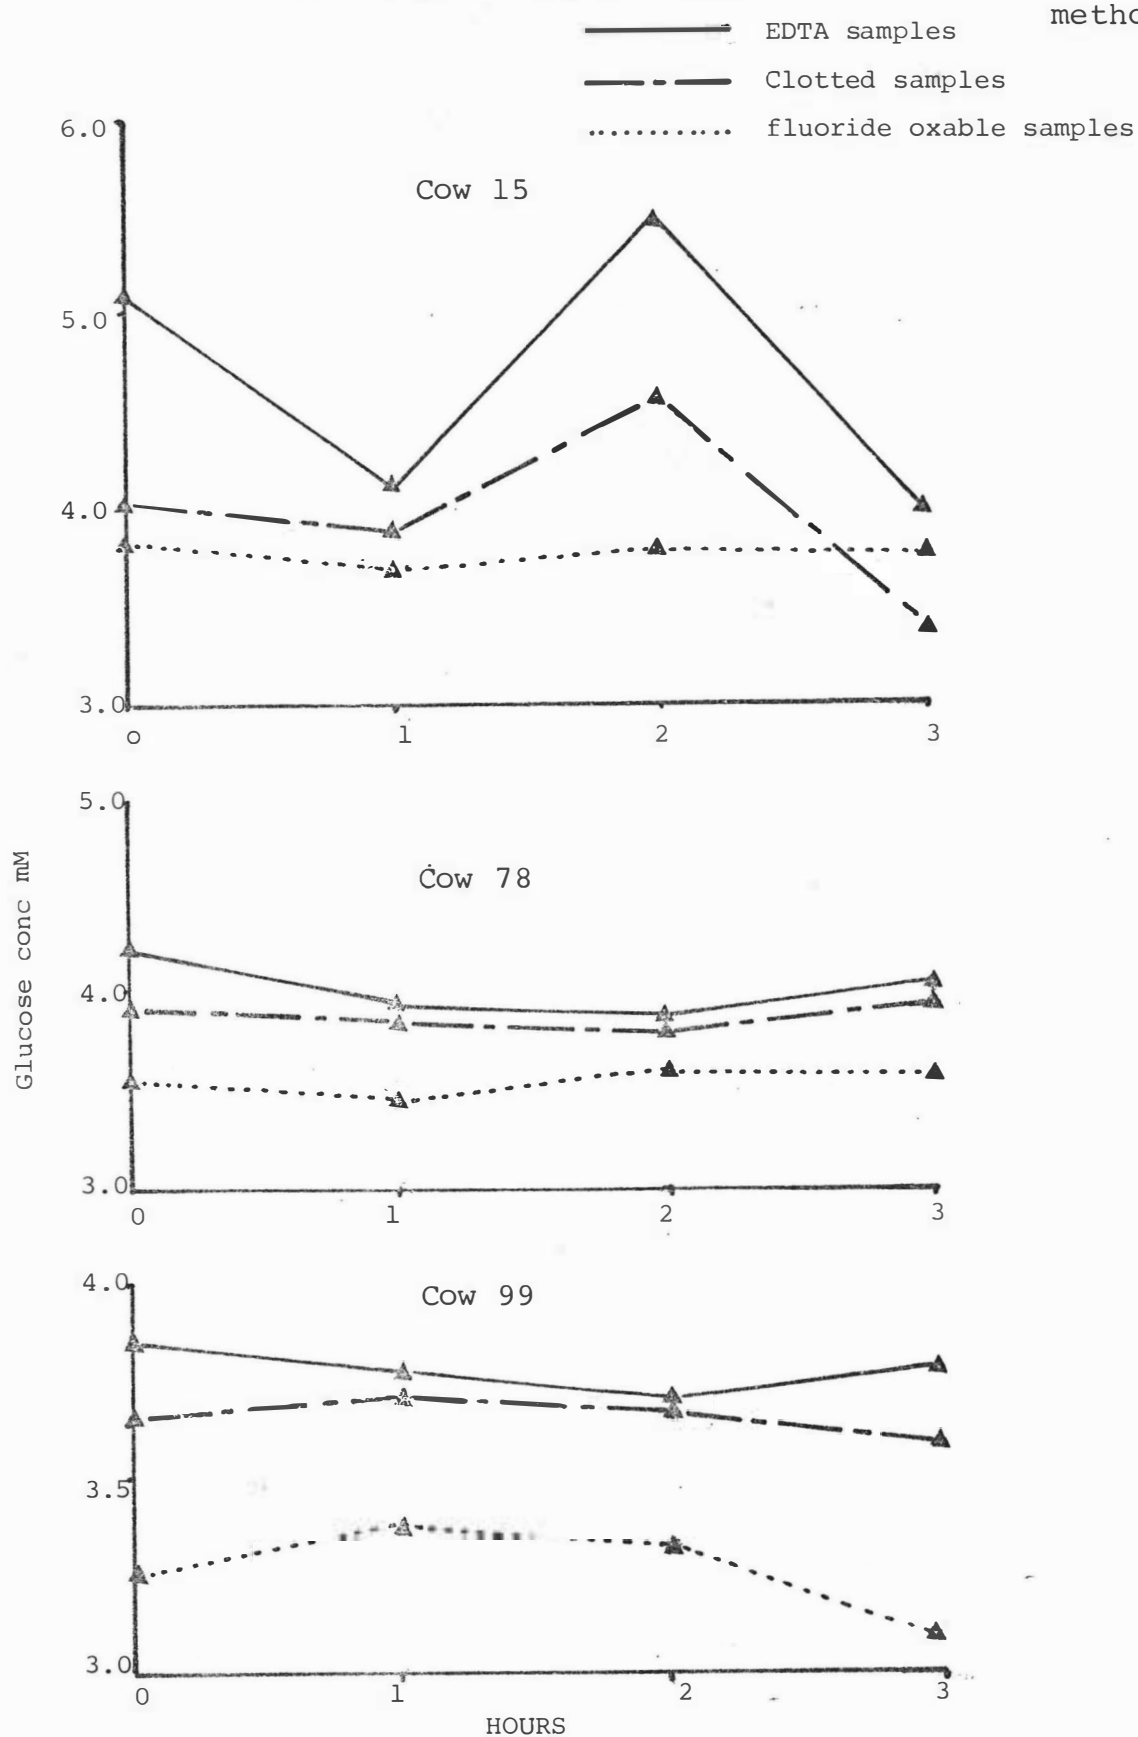 metho
EDTA samples
Clotted samples
fluoride oxable samples
6.0
Cow 15
5.0
4.0
3.0
o 1 2 3
5.0
Cow 78
4.0
Glucose conc mM
3.0
0 1 2 3
4.0
Cow 99
3.5
3.0
0 1 2 3
HOURS